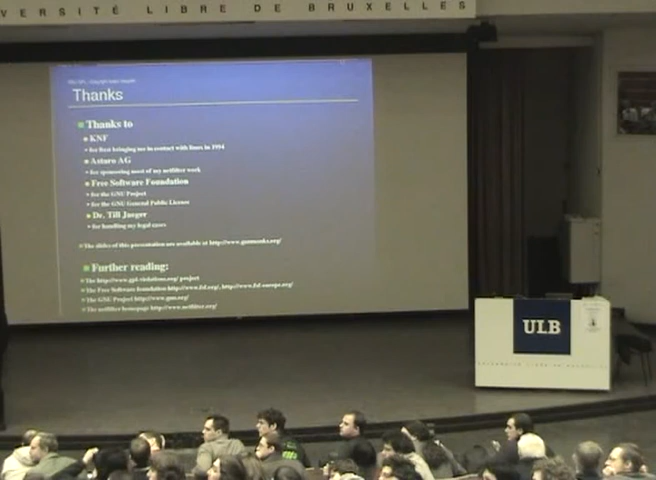 VERSITÉ LIBRE DE BRUXELLES
Thanks
Thanks to
KNF
for first bringing me in contact with linux in 1994
Astaro AG
for sponsoring most of my netfilter work
Free Software Foundation
for the GNU Project
for the GNU General Public License
Dr. Till Jaeger
for handling my legal cases
The slides of this presentation are available at http://www.gnumonks.org/
Further reading:
The http://www.gpl-violations.org/ project
The Free Software foundation http://www.fsf.org/, http://www.fsf-europe.org/
The GNU Project http://www.gnu.org/
The netfilter homepage http://www.netfilter.org/
ULB